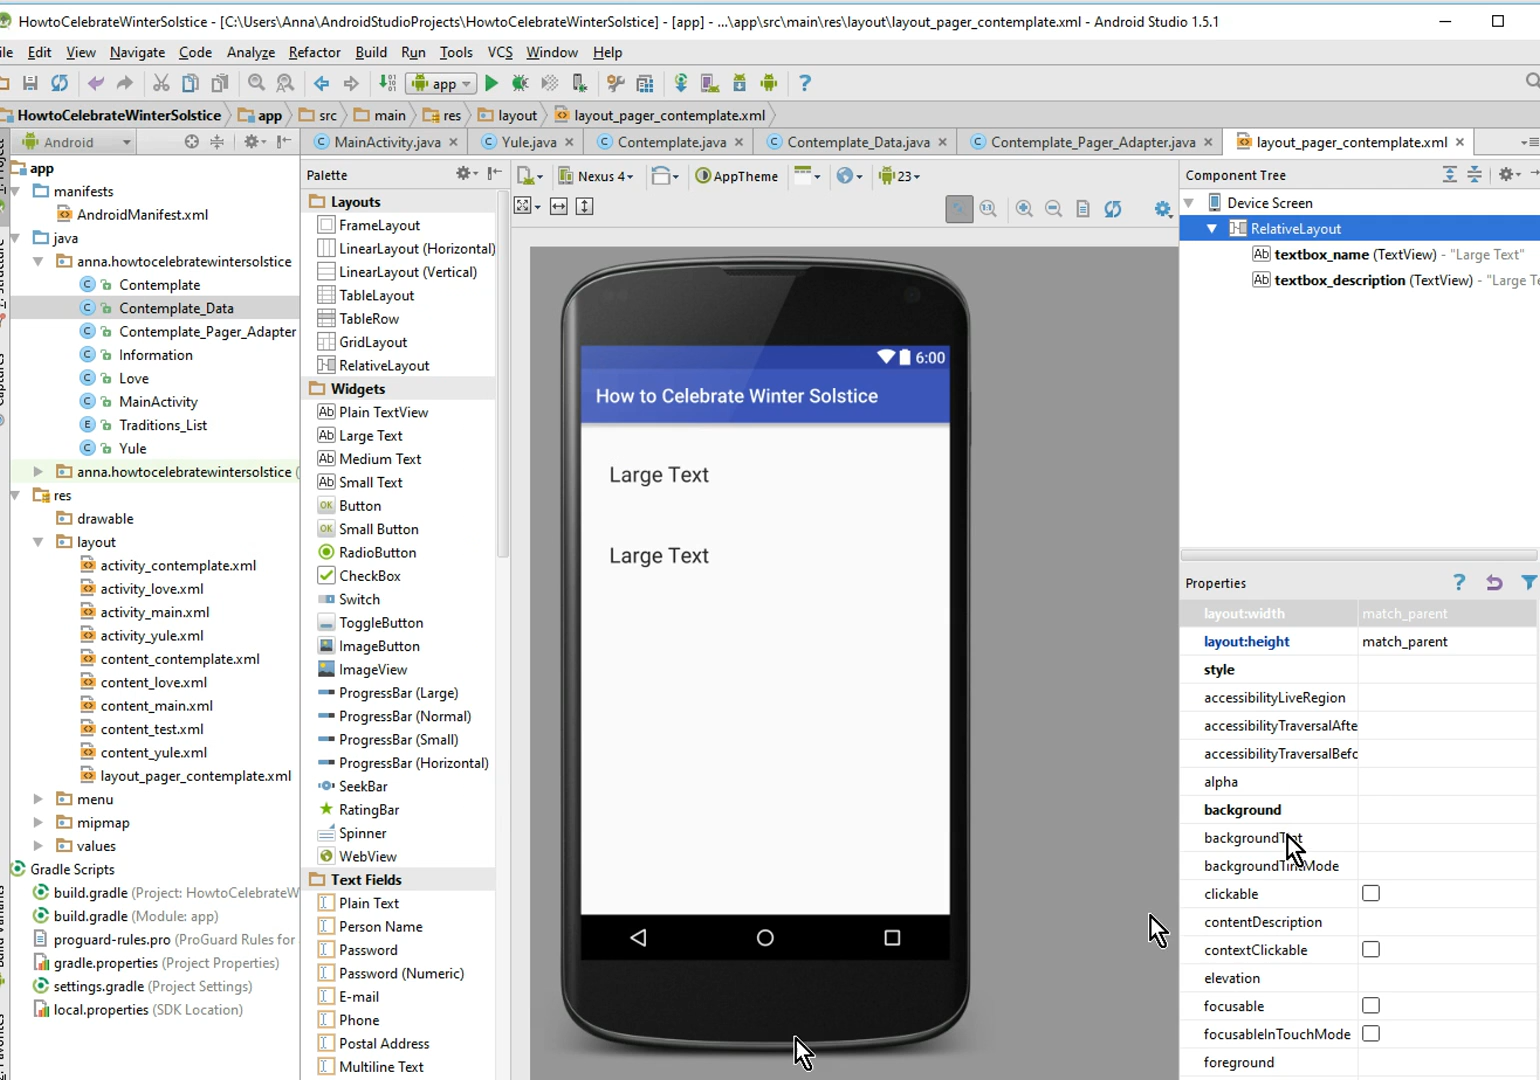 HowtoCelebrateWinterSolstice - [C:\Users\Anna\AndroidStudioProjects\HowtoCelebrateWinterSolstice] - [app] - ...\app\src\main\res\layout\layout_pager_contemplate.xml - Android Studio 1.5.1
ile Edit View Navigate Code Analyze Refactor Build Run Tools VCS Window Help
app
HowtoCelebrateWinterSolstice app src main res layout layout_pager_contemplate.xml
Android
MainActivity.java Yule.java Contemplate.java Contemplate_Data.java Contemplate_Pager_Adapter.java layout_pager_contemplate.xml
app
manifests
AndroidManifest.xml
java
anna.howtocelebratewintersolstice
Contemplate
Contemplate_Data
Contemplate_Pager_Adapter
Information
Love
MainActivity
Traditions_List
Yule
anna.howtocelebratewintersolstice (
res
drawable
layout
activity_contemplate.xml
activity_love.xml
activity_main.xml
activity_yule.xml
content_contemplate.xml
content_love.xml
content_main.xml
content_test.xml
content_yule.xml
layout_pager_contemplate.xml
menu
mipmap
values
Gradle Scripts
build.gradle (Project: HowtoCelebrateW
build.gradle (Module: app)
proguard-rules.pro (ProGuard Rules for
gradle.properties (Project Properties)
settings.gradle (Project Settings)
local.properties (SDK Location)
Palette
Layouts
FrameLayout
LinearLayout (Horizontal)
LinearLayout (Vertical)
TableLayout
TableRow
GridLayout
RelativeLayout
Widgets
Plain TextView
Large Text
Medium Text
Small Text
Button
Small Button
RadioButton
CheckBox
Switch
ToggleButton
ImageButton
ImageView
ProgressBar (Large)
ProgressBar (Normal)
ProgressBar (Small)
ProgressBar (Horizontal)
SeekBar
RatingBar
Spinner
WebView
Text Fields
Plain Text
Person Name
Password
Password (Numeric)
E-mail
Phone
Postal Address
Multiline Text
Nexus 4 AppTheme 23
6:00
How to Celebrate Winter Solstice
Large Text
Large Text
Component Tree
Device Screen
RelativeLayout
Ab textbox_name (TextView) - "Large Text"
Ab textbox_description (TextView) - "Large Te
Properties
layout:width match_parent
layout:height match_parent
style
accessibilityLiveRegion
accessibilityTraversalAfte
accessibilityTraversalBefo
alpha
background
backgroundTint
backgroundTintMode
clickable
contentDescription
contextClickable
elevation
focusable
focusableInTouchMode
foreground